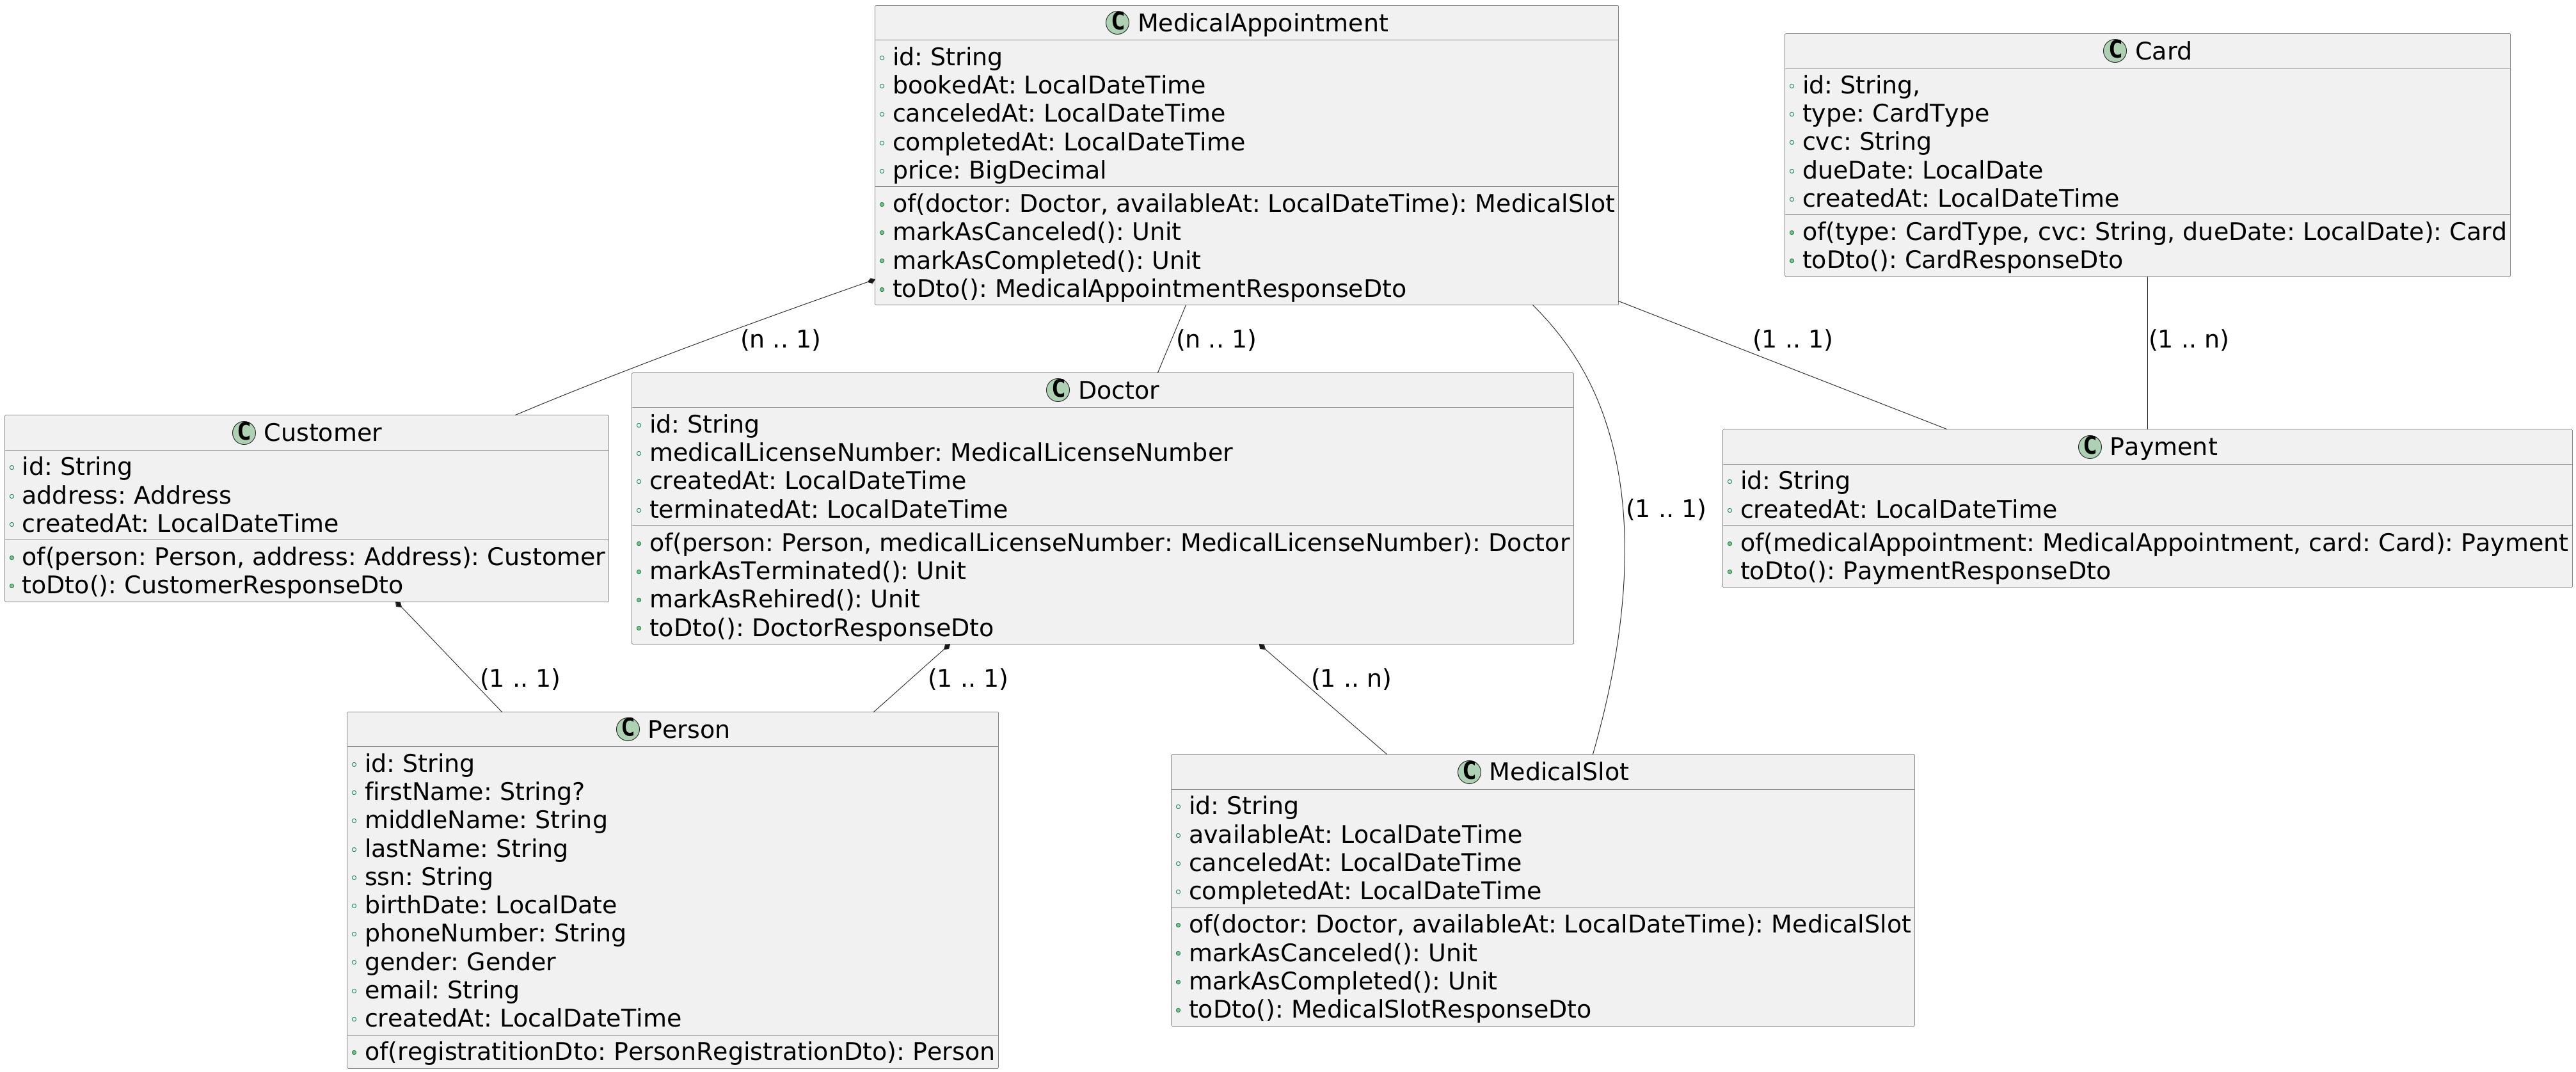 C MedicalAppointment
id: String
bookedAt: LocalDateTime
canceledAt: LocalDateTime
completedAt: LocalDateTime
price: BigDecimal
of(doctor: Doctor, availableAt: LocalDateTime): MedicalSlot
markAsCanceled(): Unit
markAsCompleted(): Unit
toDto(): MedicalAppointmentResponseDto
C Card
id: String,
type: CardType
cvc: String
dueDate: LocalDate
createdAt: LocalDateTime
of(type: CardType, cvc: String, dueDate: LocalDate): Card
toDto(): CardResponseDto
(n .. 1)
(n .. 1)
(1 .. 1)
(1 .. n)
C Customer
id: String
address: Address
createdAt: LocalDateTime
of(person: Person, address: Address): Customer
toDto(): CustomerResponseDto
C Doctor
id: String
medicalLicenseNumber: MedicalLicenseNumber
createdAt: LocalDateTime
terminatedAt: LocalDateTime
of(person: Person, medicalLicenseNumber: MedicalLicenseNumber): Doctor
markAsTerminated(): Unit
markAsRehired(): Unit
toDto(): DoctorResponseDto
(1 .. 1)
C Payment
id: String
createdAt: LocalDateTime
of(medicalAppointment: MedicalAppointment, card: Card): Payment
toDto(): PaymentResponseDto
(1 .. 1)
(1 .. 1)
(1 .. n)
C Person
id: String
firstName: String?
middleName: String
lastName: String
ssn: String
birthDate: LocalDate
phoneNumber: String
gender: Gender
email: String
createdAt: LocalDateTime
of(registratitionDto: PersonRegistrationDto): Person
C MedicalSlot
id: String
availableAt: LocalDateTime
canceledAt: LocalDateTime
completedAt: LocalDateTime
of(doctor: Doctor, availableAt: LocalDateTime): MedicalSlot
markAsCanceled(): Unit
markAsCompleted(): Unit
toDto(): MedicalSlotResponseDto